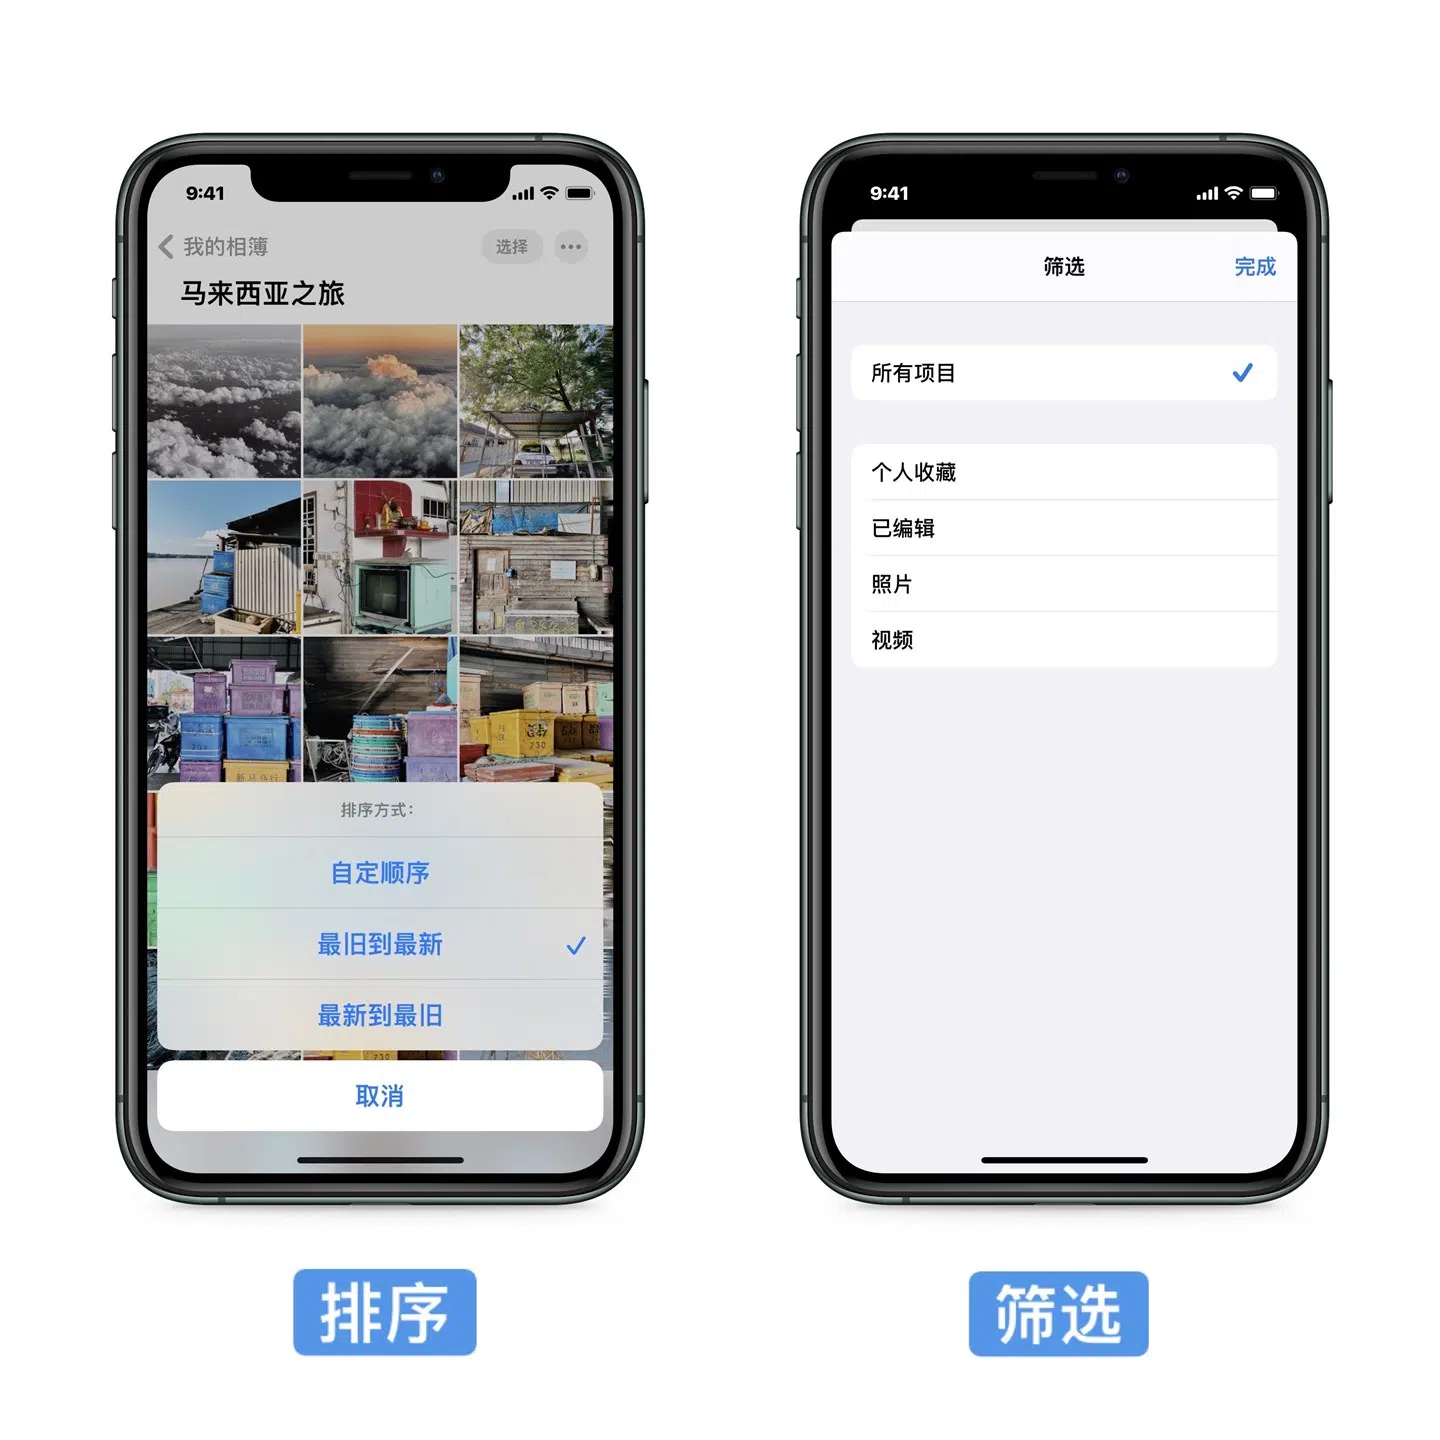 9:41
我的相簿
选择
马来西亚之旅
730
排序方式：
自定顺序
最旧到最新
最新到最旧
730
取消
排序
9:41
筛选
完成
所有项目
个人收藏
已编辑
照片
视频
筛选